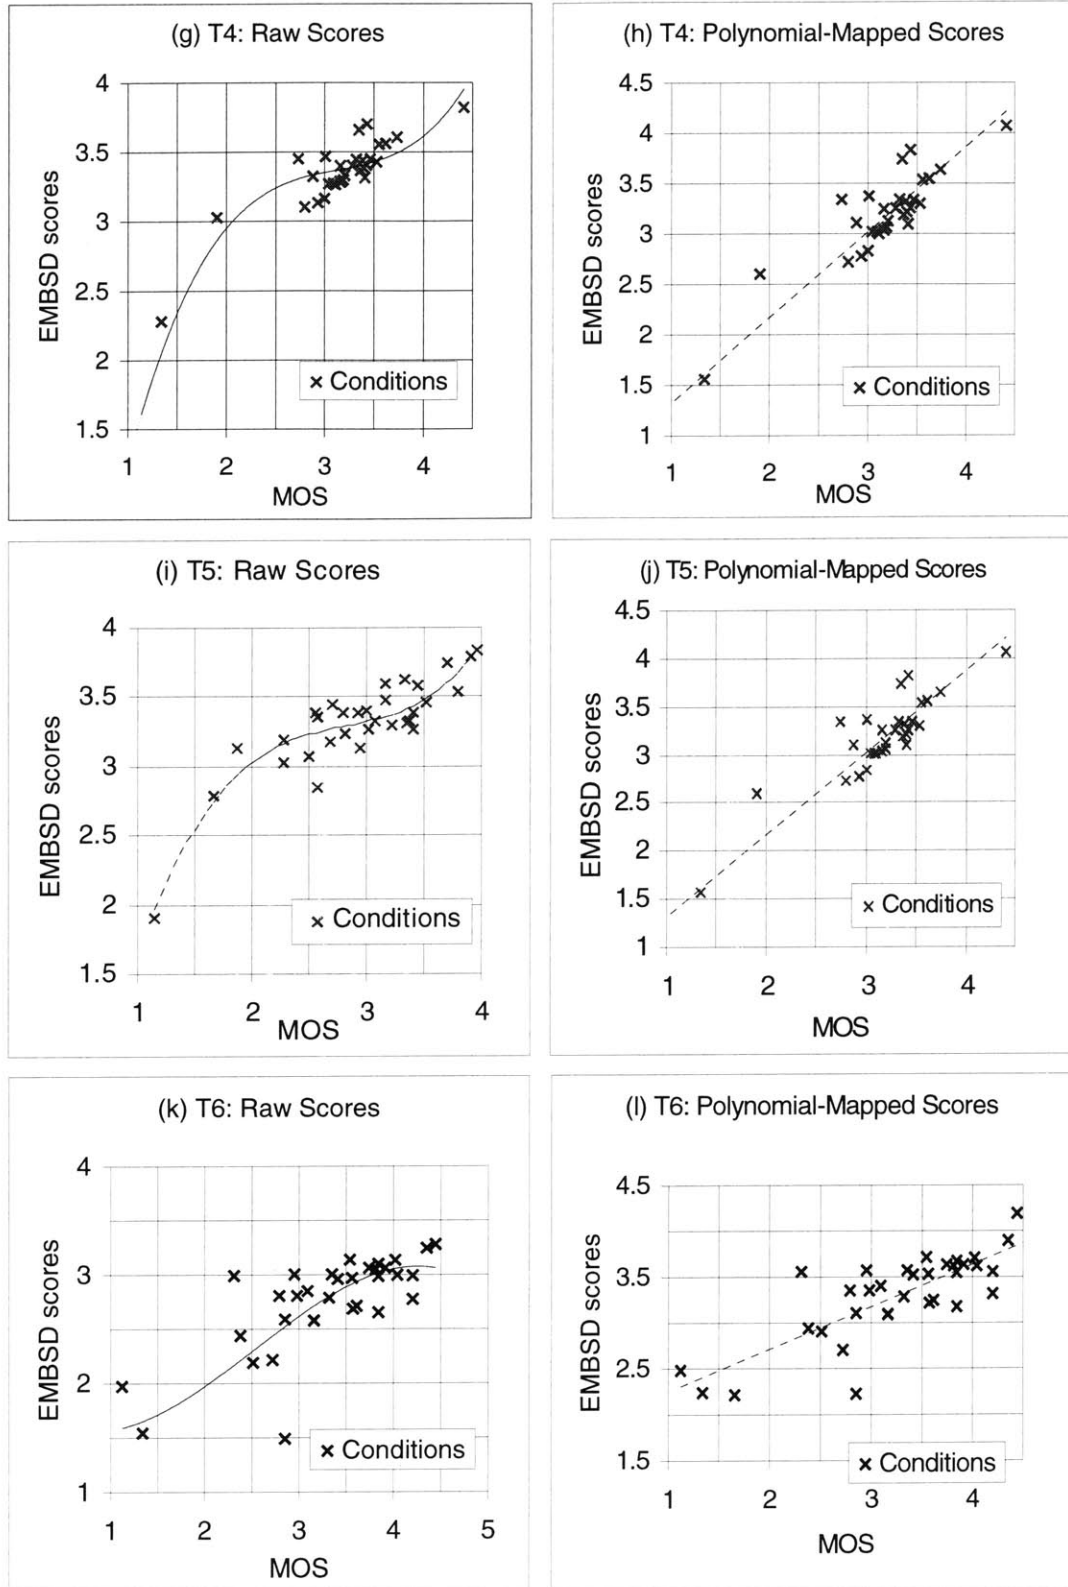 (g) T4: Raw Scores
4
3.5
3
2.5
2
1.5
EMBSD scores
× Conditions
1 2 3 4
MOS
(h) T4: Polynomial-Mapped Scores
4.5
4
3.5
3
2.5
2
1.5
1
EMBSD scores
× Conditions
1 2 3 4
MOS
(i) T5: Raw Scores
4
3.5
3
2.5
2
1.5
EMBSD scores
× Conditions
1 2 3 4
MOS
(j) T5: Polynomial-Mapped Scores
4.5
4
3.5
3
2.5
2
1.5
1
EMBSD scores
× Conditions
1 2 3 4
MOS
(k) T6: Raw Scores
4
3
2
1
EMBSD scores
× Conditions
1 2 3 4 5
MOS
(l) T6: Polynomial-Mapped Scores
4.5
3.5
2.5
1.5
EMBSD scores
× Conditions
1 2 3 4
MOS